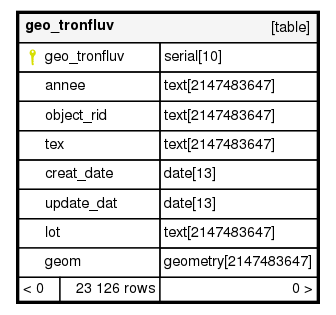 geo_tronfluv [table]
geo_tronfluv serial[10]
annee text[2147483647]
object_rid text[2147483647]
tex text[2147483647]
creat_date date[13]
update_dat date[13]
lot text[2147483647]
geom geometry[2147483647]
< 0 23 126 rows 0 >